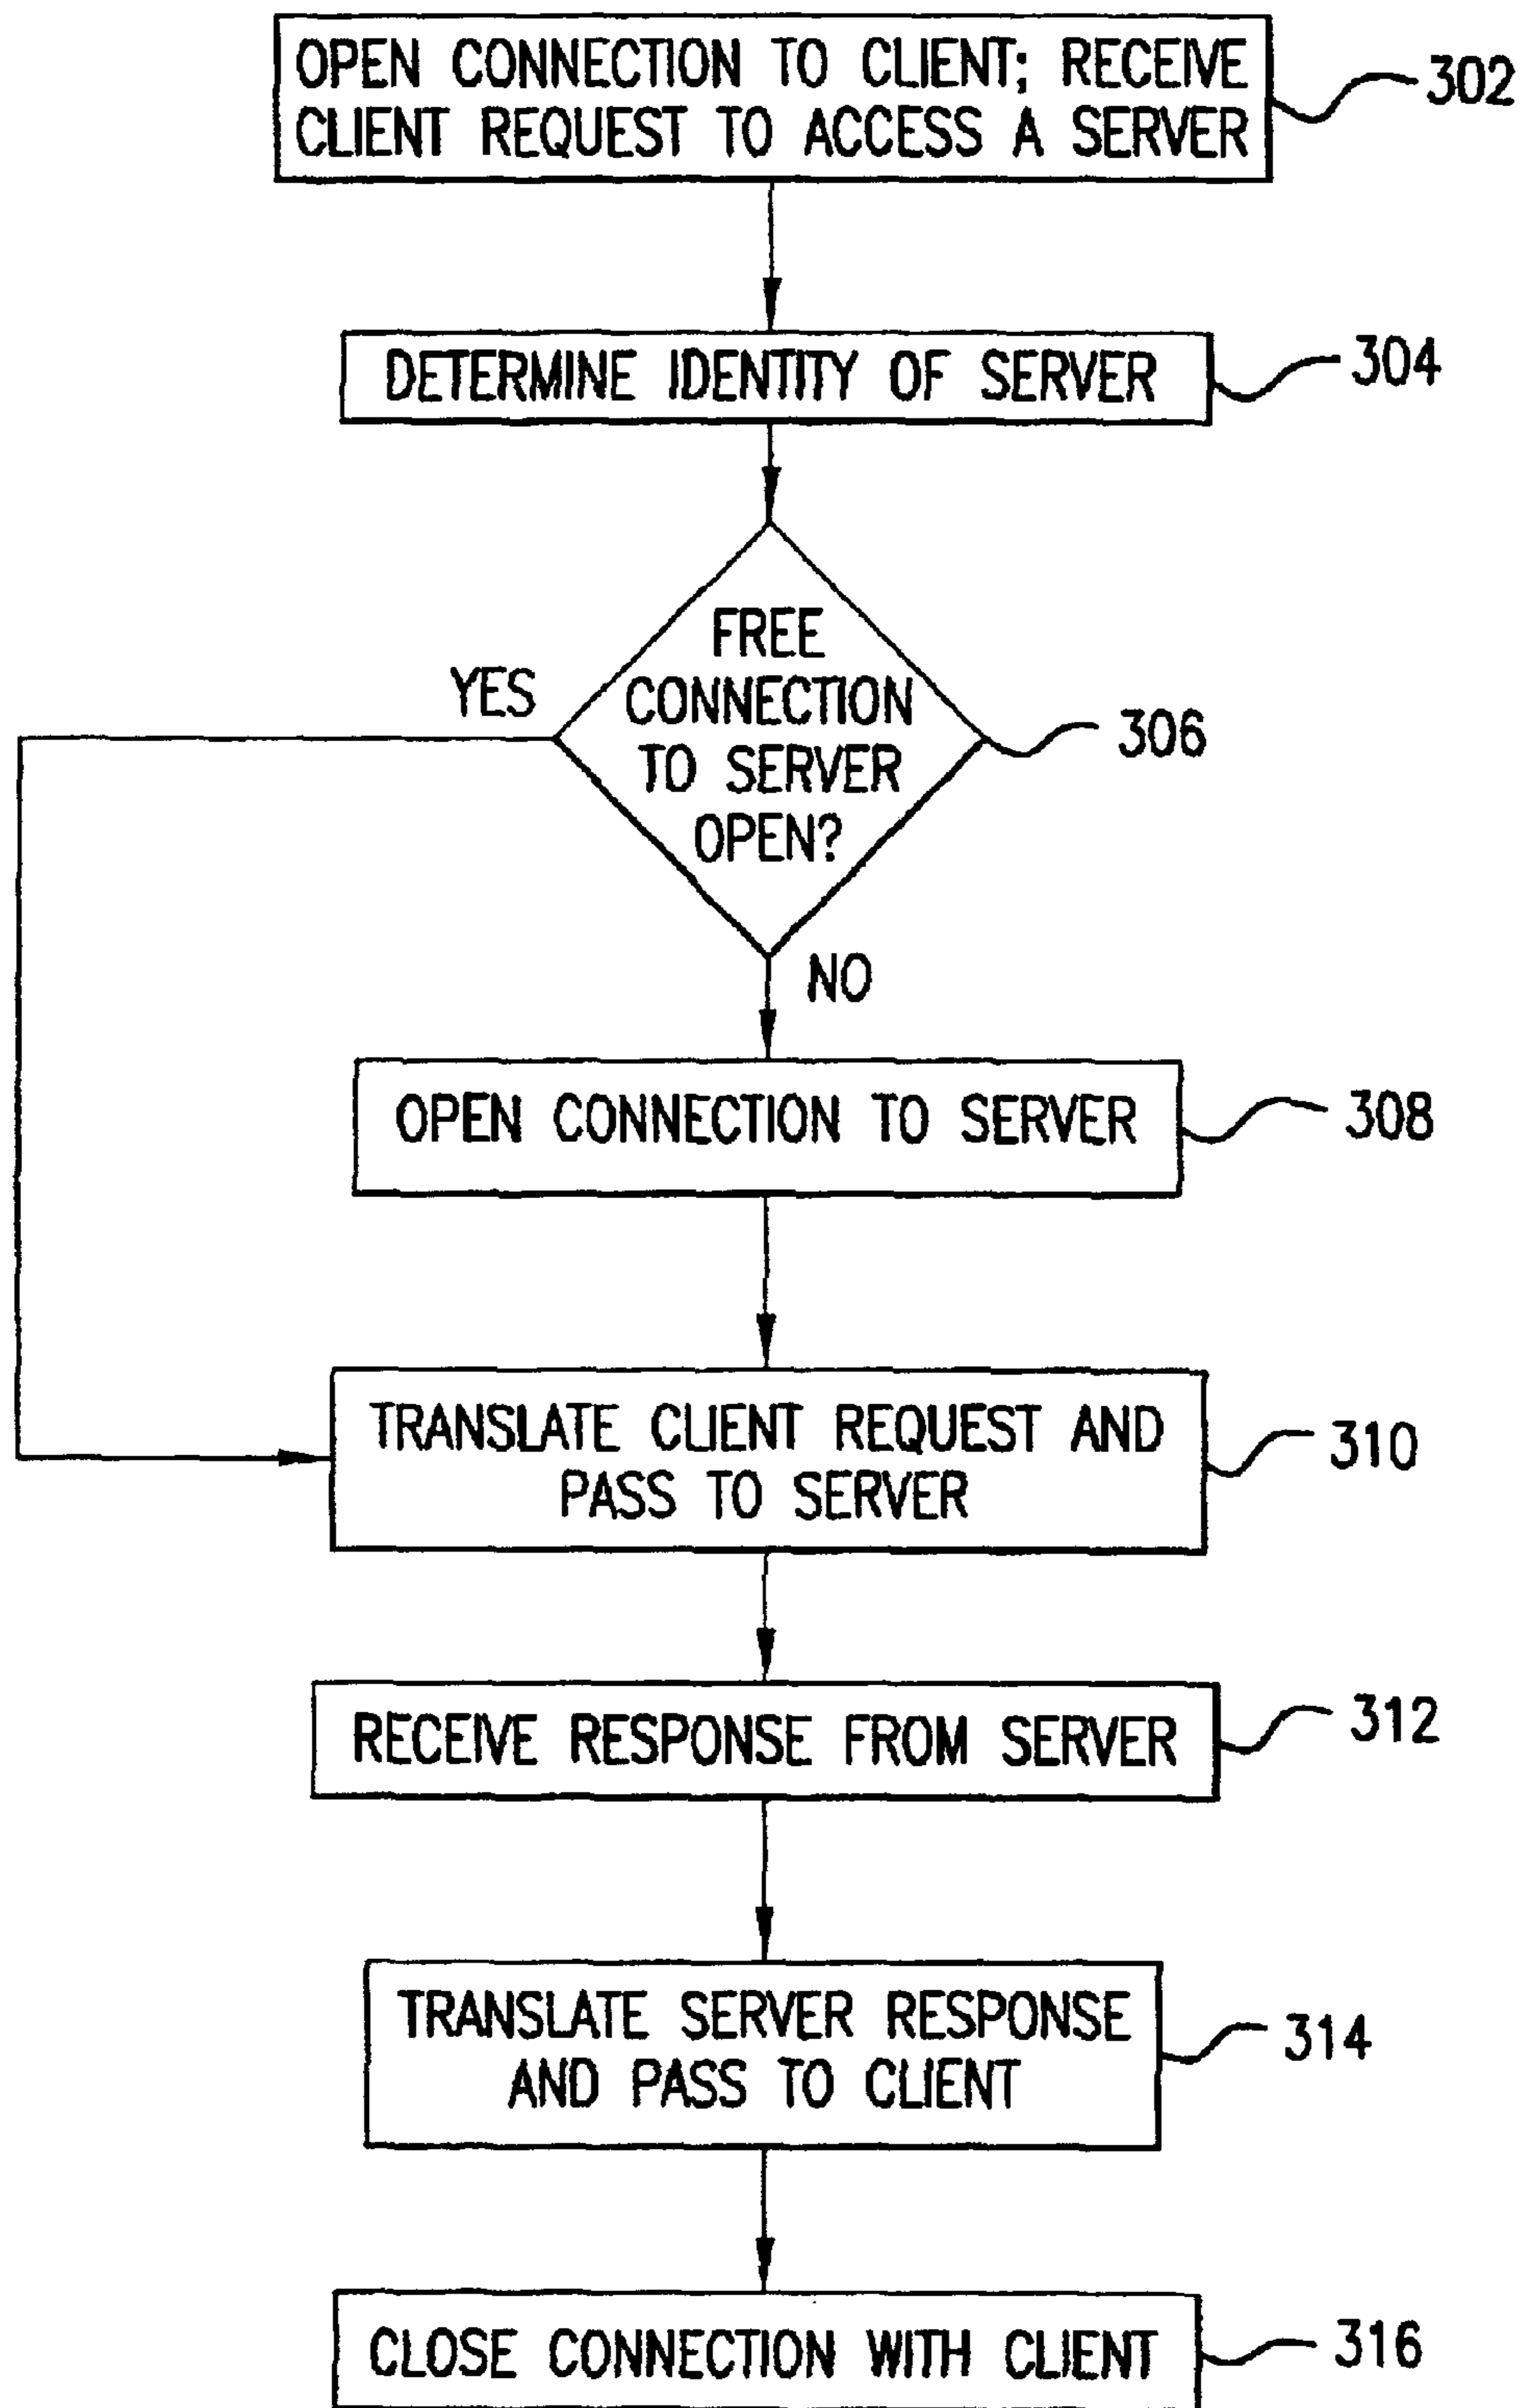 OPEN CONNECTION TO CLIENT; RECEIVE
CLIENT REQUEST TO ACCESS A SERVER
302
DETERMINE IDENTITY OF SERVER
304
FREE
CONNECTION
TO SERVER
OPEN?
306
YES
NO
OPEN CONNECTION TO SERVER
308
TRANSLATE CLIENT REQUEST AND
PASS TO SERVER
310
RECEIVE RESPONSE FROM SERVER
312
TRANSLATE SERVER RESPONSE
AND PASS TO CLIENT
314
CLOSE CONNECTION WITH CLIENT
316